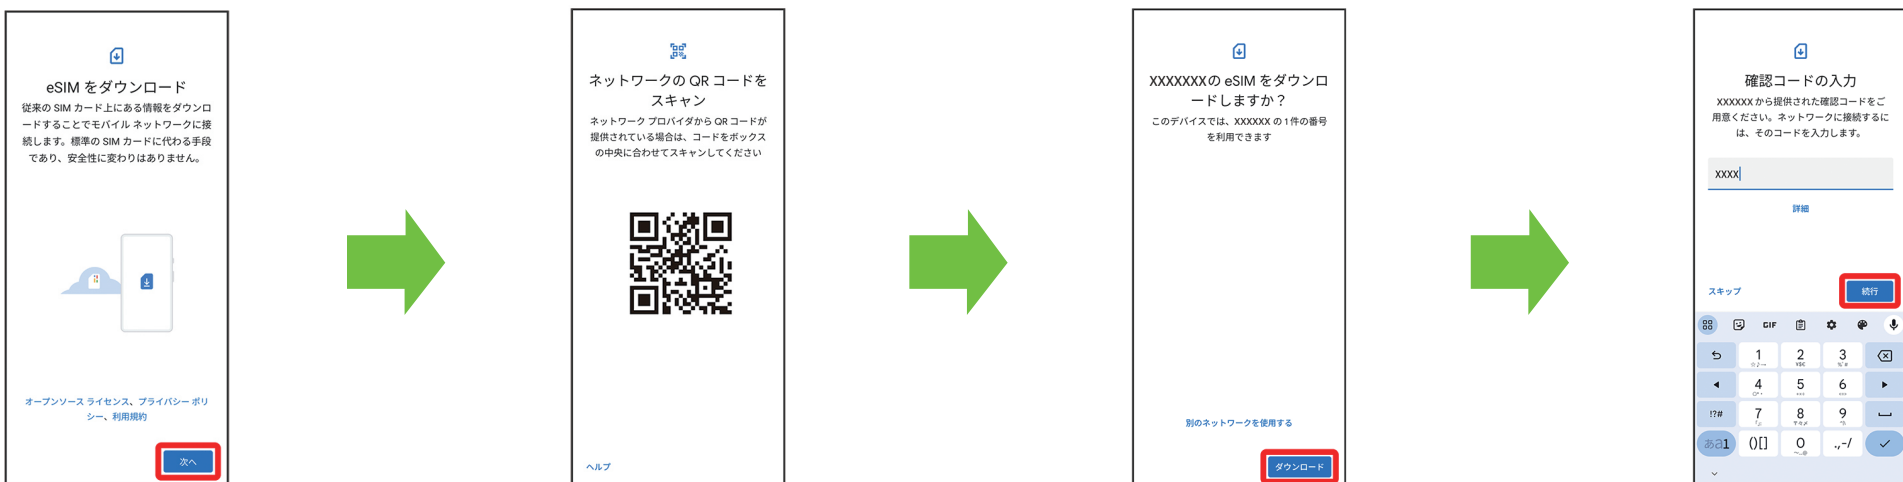 eSIM をダウンロード
従来の SIM カード上にある情報をダウンロ
ードすることでモバイル ネットワークに接
続します。標準の SIM カードに代わる手段
であり、安全性に変わりはありません。
オープンソース ライセンス、プライバシー ポリ
シー、利用規約
次へ
ネットワークの QR コードを
スキャン
ネットワーク プロバイダから QR コードが
提供されている場合は、コードをボックス
の中央に合わせてスキャンしてください
ヘルプ
XXXXXXXの eSIM をダウンロ
ードしますか？
このデバイスでは、XXXXXX の 1 件の番号
を利用できます
別のネットワークを使用する
ダウンロード
確認コードの入力
XXXXXX から提供された確認コードをご
用意ください。ネットワークに接続するに
は、そのコードを入力します。
XXXX
詳細
スキップ
続行
GIF
1 2 3
4 5 6
!?# 7 8 9
あa1 ()[] 0 .,-/